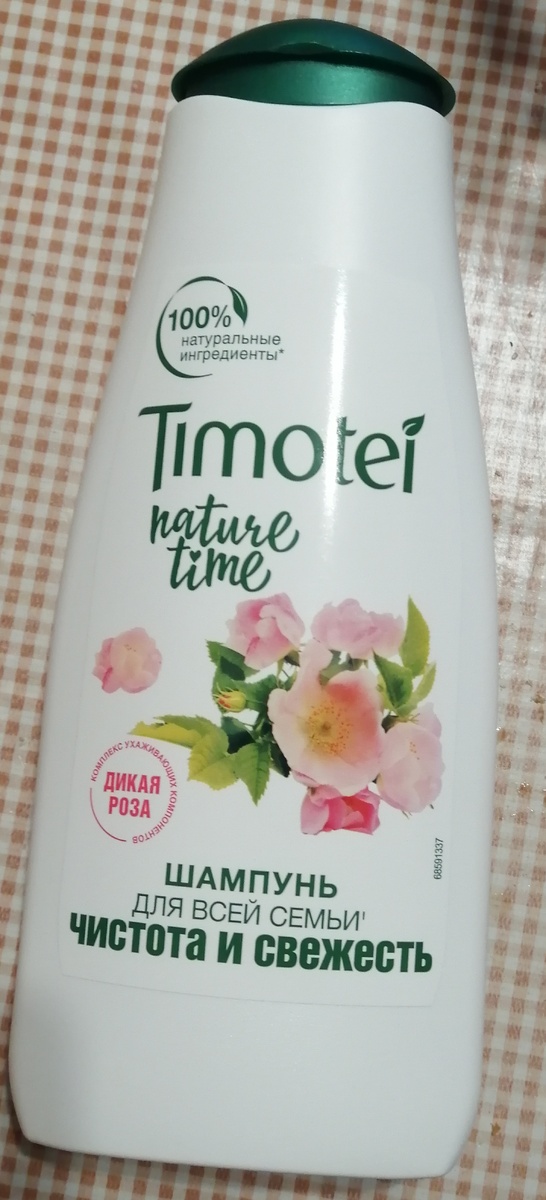 100%
натуральные
ингредиенты*
Timotei
nature
time
КОМПЛЕКС УХАЖИВАЮЩИХ КОМПОНЕНТОВ
ДИКАЯ
РОЗА
68591337
ШАМПУНЬ
ДЛЯ ВСЕЙ СЕМЬИ¹
чистота и свежесть